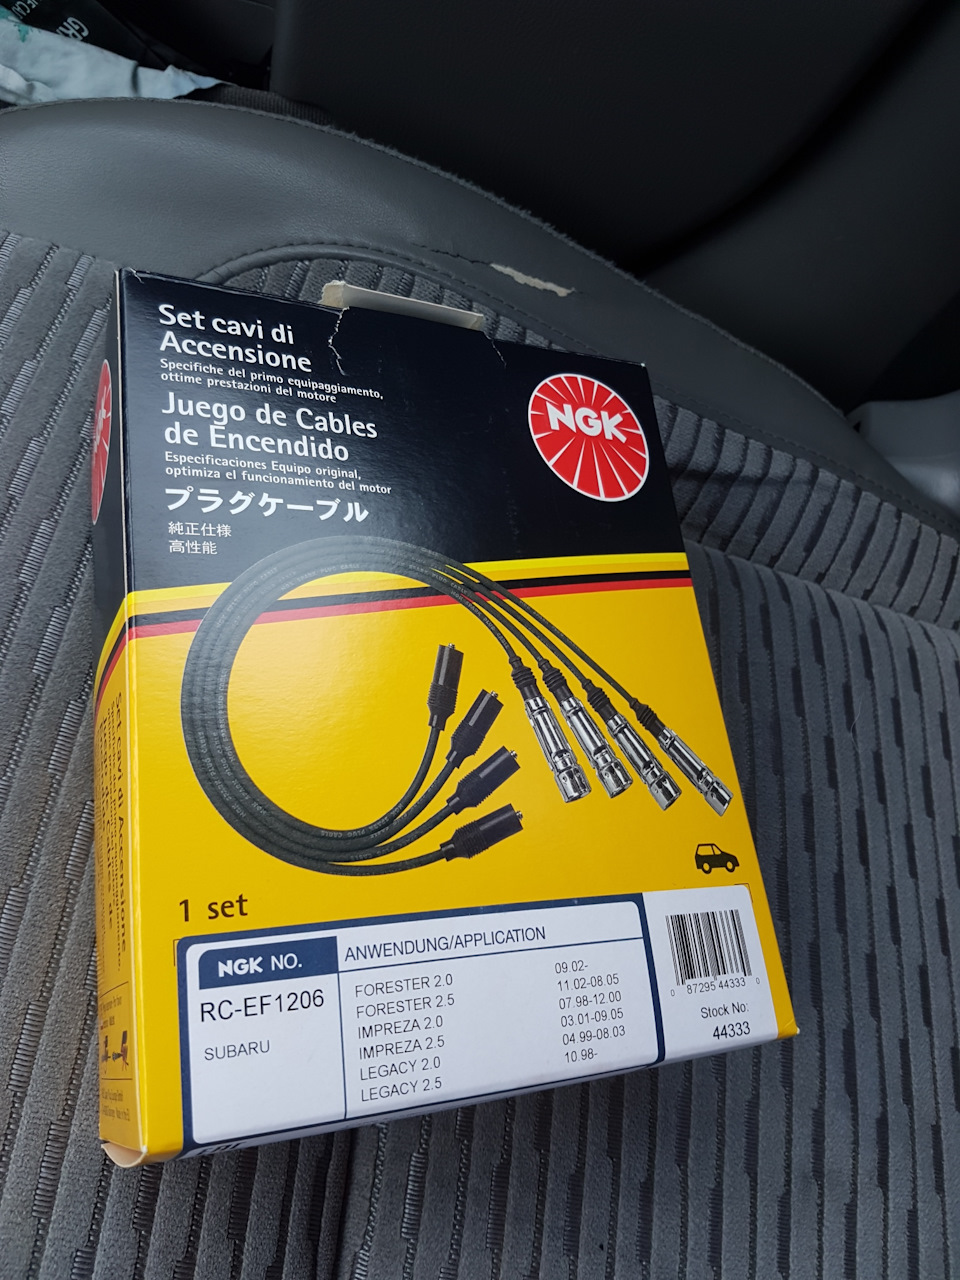 Set cavi di
Accensione
Specifiche del primo equipaggiamento,
ottime prestazioni del motore
Juego de Cables
de Encendido
Especificaciones Equipo original,
optimiza el funcionamiento del motor
プラグケーブル
純正仕様
高性能
NGK
1 set
NGK NO.
ANWENDUNG/APPLICATION
RC-EF1206
SUBARU
FORESTER 2.0 09.02-
FORESTER 2.5 11.02-08.05
IMPREZA 2.0 07.98-12.00
IMPREZA 2.5 03.01-09.05
LEGACY 2.0 04.99-08.03
LEGACY 2.5 10.98-
0 87295 44333 0
Stock No:
44333
Set cavi di Accensione